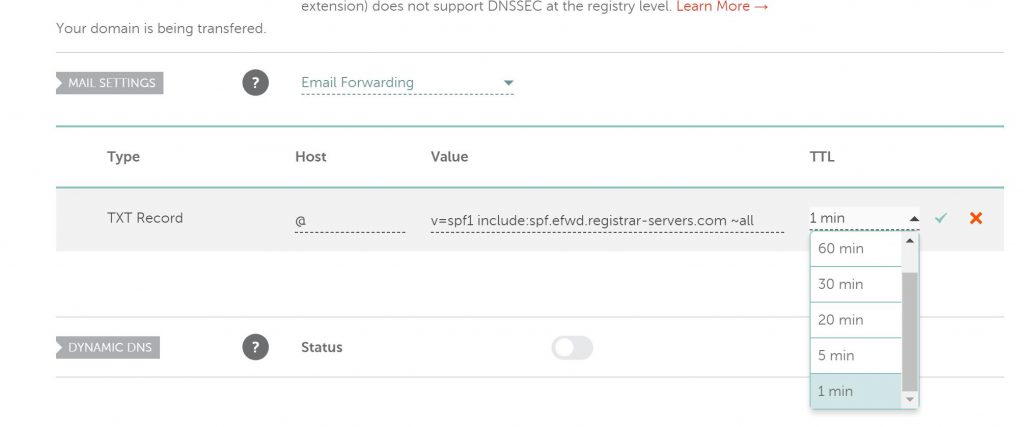 extension) does not support DNSSEC at the registry level. Learn More →
Your domain is being transfered.
MAIL SETTINGS ? Email Forwarding
Type Host Value TTL
TXT Record @ v=spf1 include:spf.efwd.registrar-servers.com ~all 1 min
60 min
30 min
20 min
5 min
1 min
DYNAMIC DNS ? Status